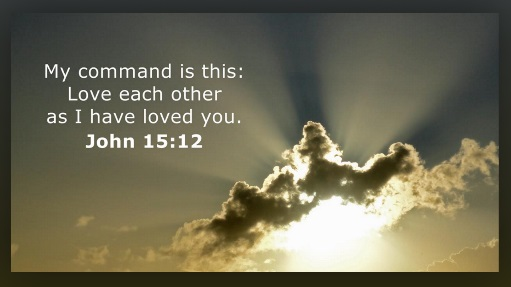 My command is this:
Love each other
as I have loved you.
John 15:12